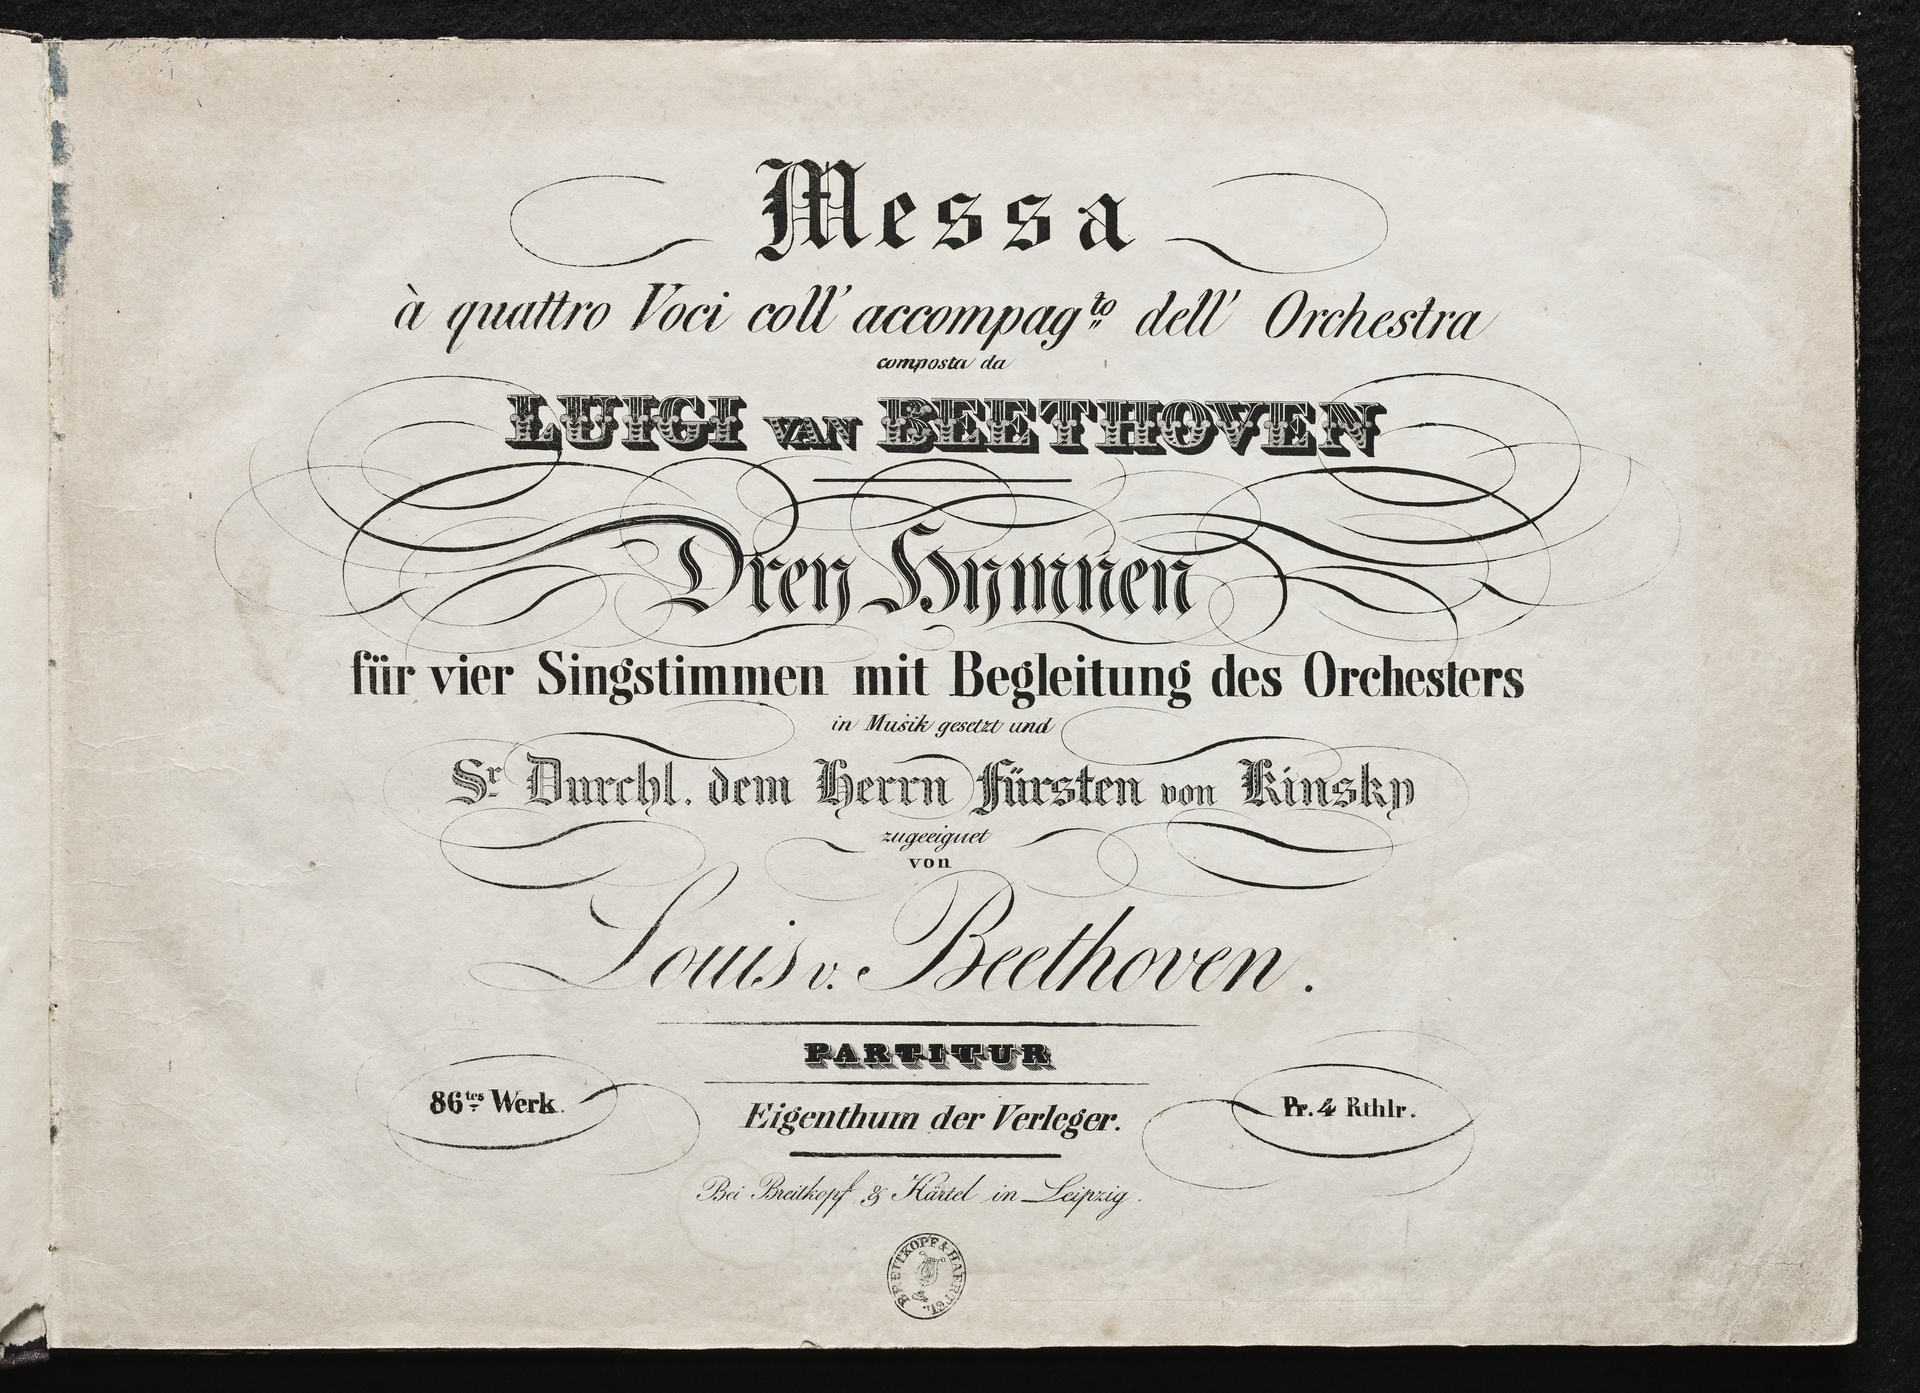 Messa
à quattro Voci coll' accompag.to dell' Orchestra
composta da
LUIGI VAN BEETHOVEN
Drey Hymnen
für vier Singstimmen mit Begleitung des Orchesters
in Musik gesetzt und
Sr Durchl. dem Herrn Fürsten von Kinsky
zugeeignet
von
Louis v. Beethoven.
PARTITUR
86tes Werk.
Pr. 4 Rthlr.
Eigenthum der Verleger.
Bei Breitkopf & Härtel in Leipzig.
BREITKOPF & HAERTEL